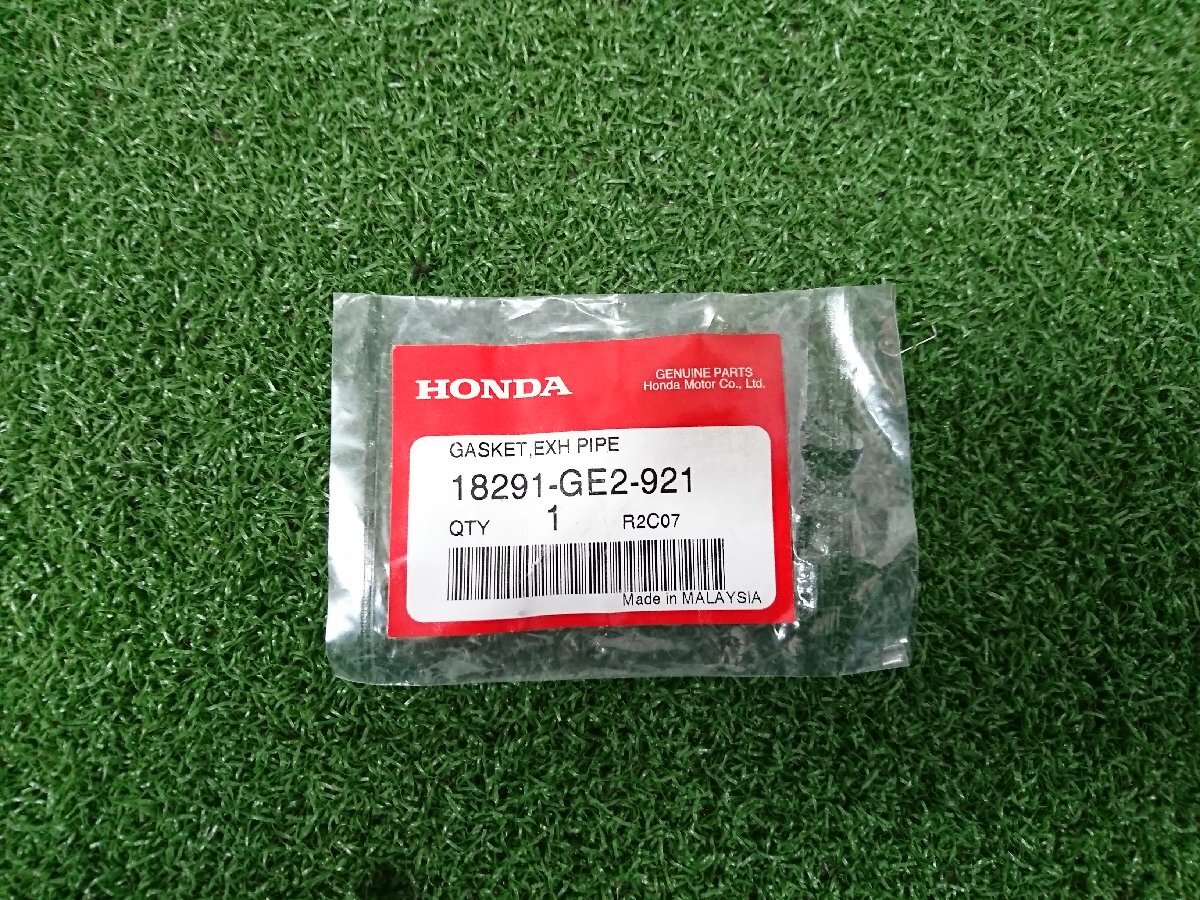 HONDA
GENUINE PARTS
Honda Motor Co., Ltd.
GASKET,EXH PIPE
18291-GE2-921
QTY 1 R2C07
Made in MALAYSIA